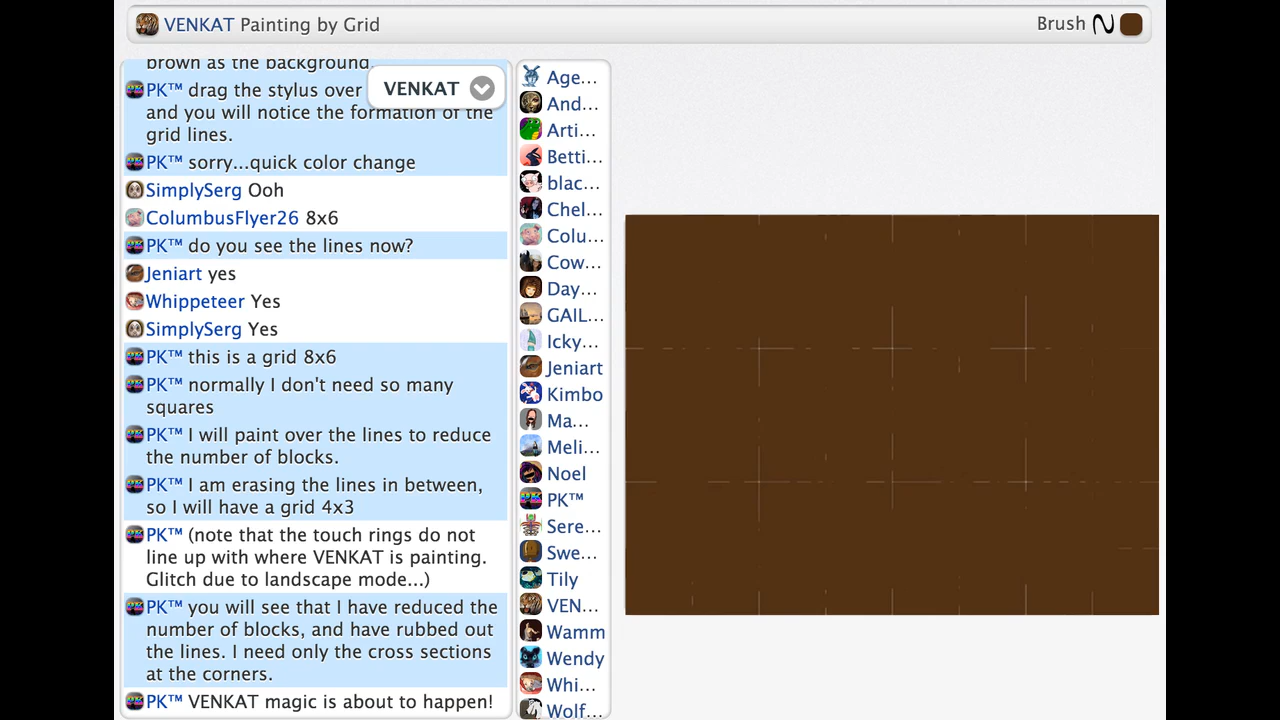 VENKAT Painting by Grid
Brush
brown as the background.
VENKAT
PK™ drag the stylus over
and you will notice the formation of the
grid lines.
PK™ sorry...quick color change
SimplySerg Ooh
ColumbusFlyer26 8x6
PK™ do you see the lines now?
Jeniart yes
Whippeteer Yes
SimplySerg Yes
PK™ this is a grid 8x6
PK™ normally I don't need so many
squares
PK™ I will paint over the lines to reduce
the number of blocks.
PK™ I am erasing the lines in between,
so I will have a grid 4x3
PK™ (note that the touch rings do not
line up with where VENKAT is painting.
Glitch due to landscape mode...)
PK™ you will see that I have reduced the
number of blocks, and have rubbed out
the lines. I need only the cross sections
at the corners.
PK™ VENKAT magic is about to happen!
Age...
And...
Arti...
Betti...
blac...
Chel...
Colu...
Cow...
Day...
GAIL...
Icky...
Jeniart
Kimbo
Ma...
Meli...
Noel
PK™
Sere...
Swe...
Tily
VEN...
Wamm
Wendy
Whi...
Wolf...